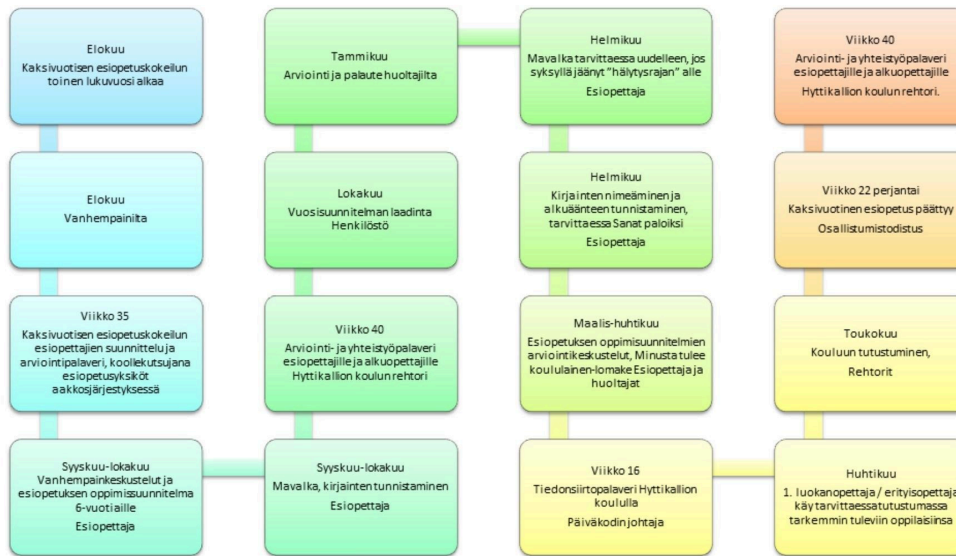 Elokuu
Kaksivuotisen esiopetuskokeilun
toinen lukuvuosi alkaa
Elokuu
Vanhempainilta
Viikko 35
Kaksivuotisen esiopetuskokeilun
esiopettajien suunnittelu ja
arviointipalaveri, koollekutsujana
esiopetusyksiköt
aakkosjärjestyksessä
Syyskuu-lokakuu
Vanhempainkeskustelut ja
esiopetuksen oppimissuunnitelma
6-vuotiaille
Esiopettaja
Syyskuu-lokakuu
Mavalka, kirjainten tunnistaminen
Esiopettaja
Viikko 40
Arviointi- ja yhteistyöpalaveri
esiopettajille ja alkuopettajille
Hyttikallion koulun rehtori
Lokakuu
Vuosisuunnitelman laadinta
Henkilöstö
Tammikuu
Arviointi ja palaute huoltajilta
Helmikuu
Mavalka tarvittaessa uudelleen, jos
syksyllä jäänyt "hälytysrajan" alle
Esiopettaja
Helmikuu
Kirjainten nimeäminen ja
alkuäänteen tunnistaminen,
tarvittaessa Sanat paloiksi
Esiopettaja
Maalis-huhtikuu
Esiopetuksen oppimisuunnitelmien
arviointikeskustelut, Minusta tulee
koululainen-lomake Esiopettaja ja
huoltajat
Viikko 16
Tiedonsiirtopalaveri Hyttikallion
koululla
Päiväkodin johtaja
Huhtikuu
1. luokanopettaja / erityisopettaja
käy tarvittaessa tutustumassa
tarkemmin tuleviin oppilaisiinsa
Toukokuu
Kouluun tutustuminen,
Rehtorit
Viikko 22 perjantai
Kaksivuotinen esiopetus päättyy
Osallistumistodistus
Viikko 40
Arviointi- ja yhteistyöpalaveri
esiopettajille ja alkuopettajille
Hyttikallion koulun rehtori.